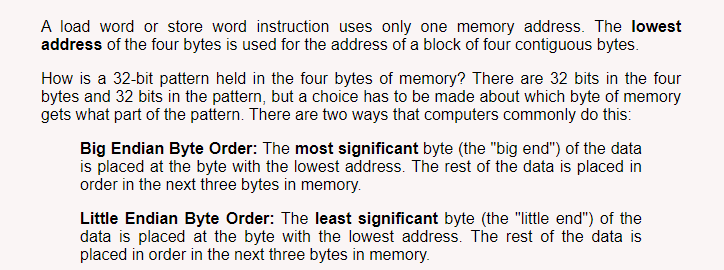 A load word or store word instruction uses only one memory address. The lowest
address of the four bytes is used for the address of a block of four contiguous bytes.
How is a 32-bit pattern held in the four bytes of memory? There are 32 bits in the four
bytes and 32 bits in the pattern, but a choice has to be made about which byte of memory
gets what part of the pattern. There are two ways that computers commonly do this:
Big Endian Byte Order: The most significant byte (the "big end") of the data
is placed at the byte with the lowest address. The rest of the data is placed in
order in the next three bytes in memory.
Little Endian Byte Order: The least significant byte (the "little end") of the
data is placed at the byte with the lowest address. The rest of the data is
placed in order in the next three bytes in memory.